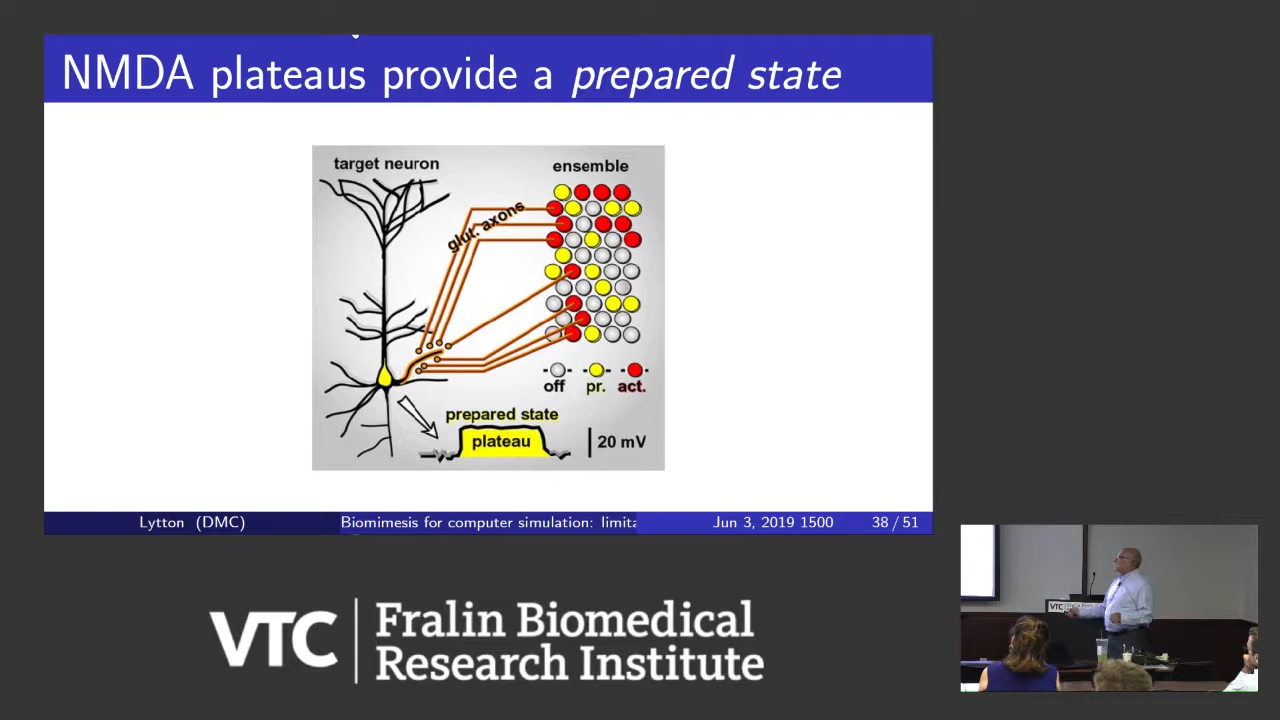 NMDA plateaus provide a prepared state
target neuron
ensemble
glut. axons
off pr. act.
prepared state
plateau
20 mV
Lytton (DMC)
Biomimesis for computer simulation: limita
Jun 3, 2019 1500
38 / 51
VTC
Fralin Biomedical
Research Institute
VTC